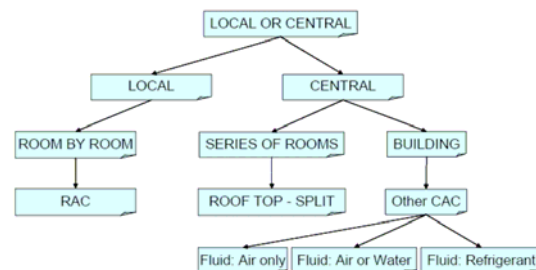 LOCAL OR CENTRAL
LOCAL
CENTRAL
ROOM BY ROOM
SERIES OF ROOMS
BUILDING
RAC
ROOF TOP - SPLIT
Other CAC
Fluid: Air only
Fluid: Air or Water
Fluid: Refrigerant